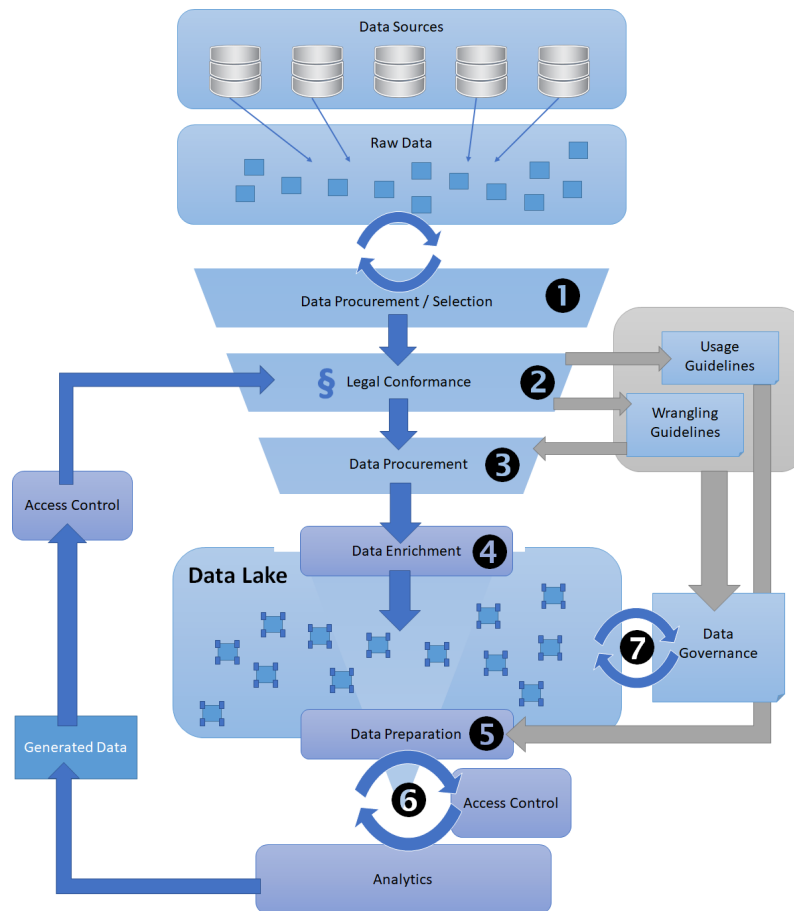 Data Sources
Raw Data
Data Procurement / Selection
1
§
Legal Conformance
2
Usage
Guidelines
Wrangling
Guidelines
Data Procurement
3
Access Control
Data Enrichment
4
Data Lake
7
Data
Governance
Data Preparation
5
Generated Data
6
Access Control
Analytics